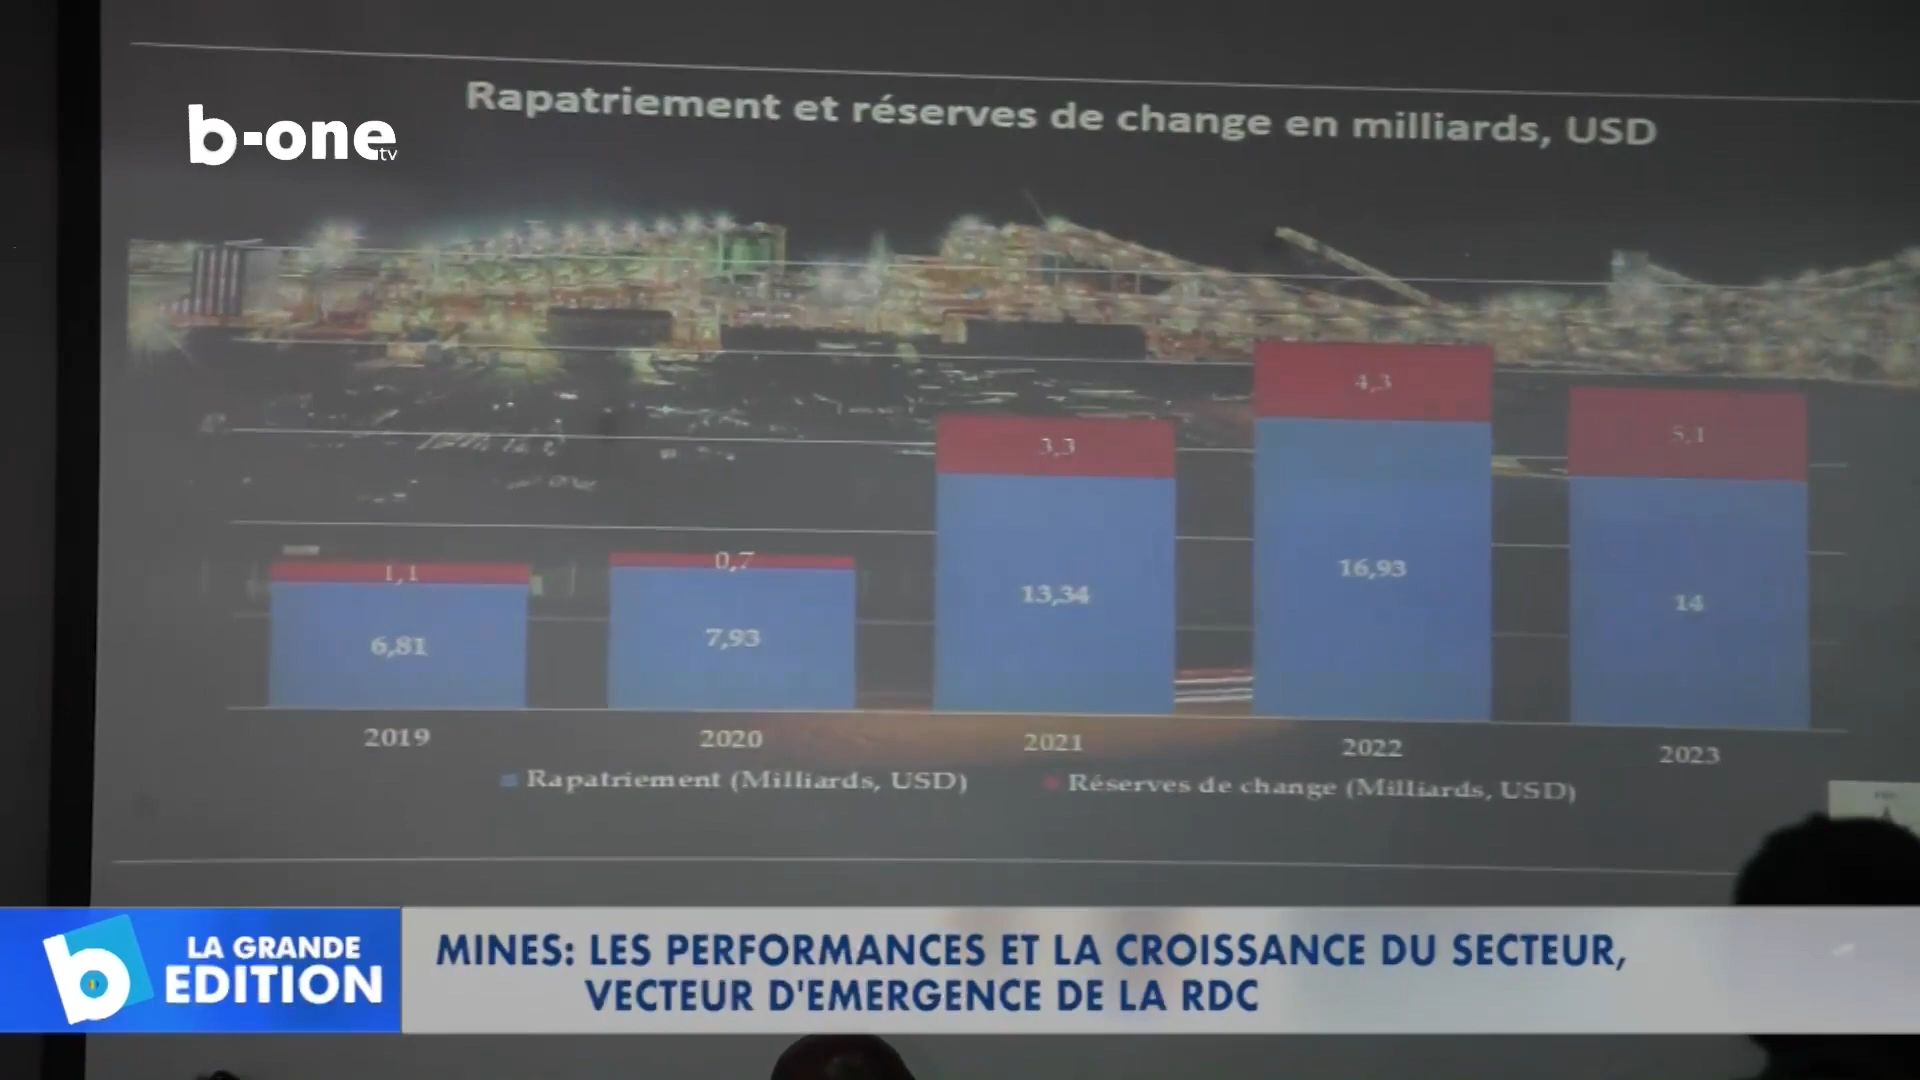 b-one
tv
Rapatriement et réserves de change en milliards, USD
4,3
3,3
5,1
1,1
0,7
16,93
13,34
14
6,81
7,93
2019
2020
2021
2022
2023
Rapatriement (Milliards, USD)
Réserves de change (Milliards, USD)
b
LA GRANDE
EDITION
MINES: LES PERFORMANCES ET LA CROISSANCE DU SECTEUR,
VECTEUR D'EMERGENCE DE LA RDC